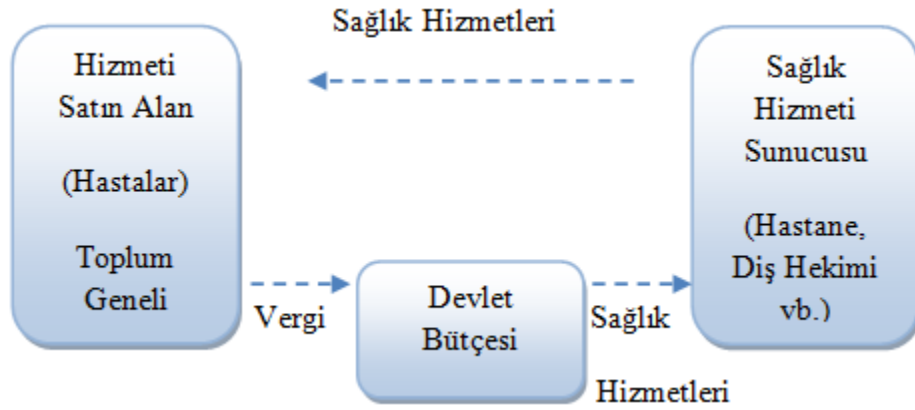 Sağlık Hizmetleri
Hizmeti
Satın Alan
(Hastalar)
Toplum
Geneli
Vergi
Devlet
Bütçesi
Sağlık
Hizmetleri
Sağlık
Hizmeti
Sunucusu
(Hastane,
Diş Hekimi
vb.)